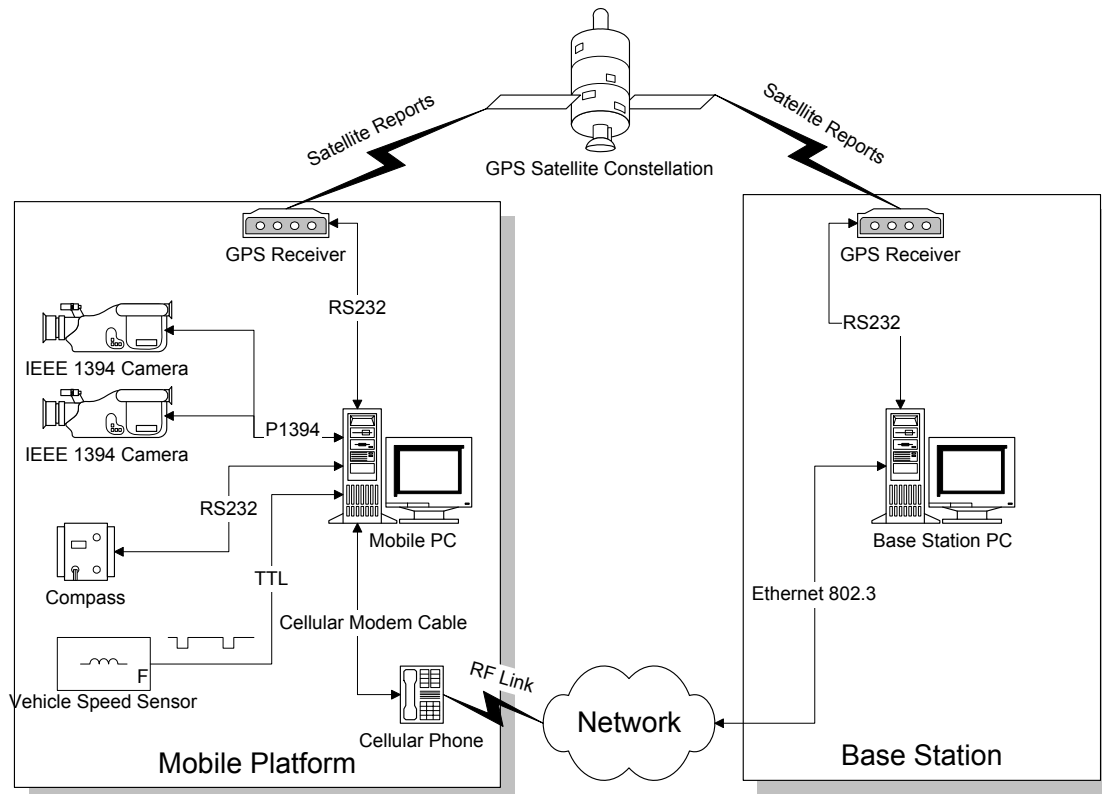 Satellite Reports
Satellite Reports
GPS Satellite Constellation
GPS Receiver
GPS Receiver
RS232
RS232
IEEE 1394 Camera
P1394
IEEE 1394 Camera
RS232
Mobile PC
Base Station PC
Compass
TTL
Ethernet 802.3
Cellular Modem Cable
F
Vehicle Speed Sensor
RF Link
Network
Cellular Phone
Mobile Platform
Base Station